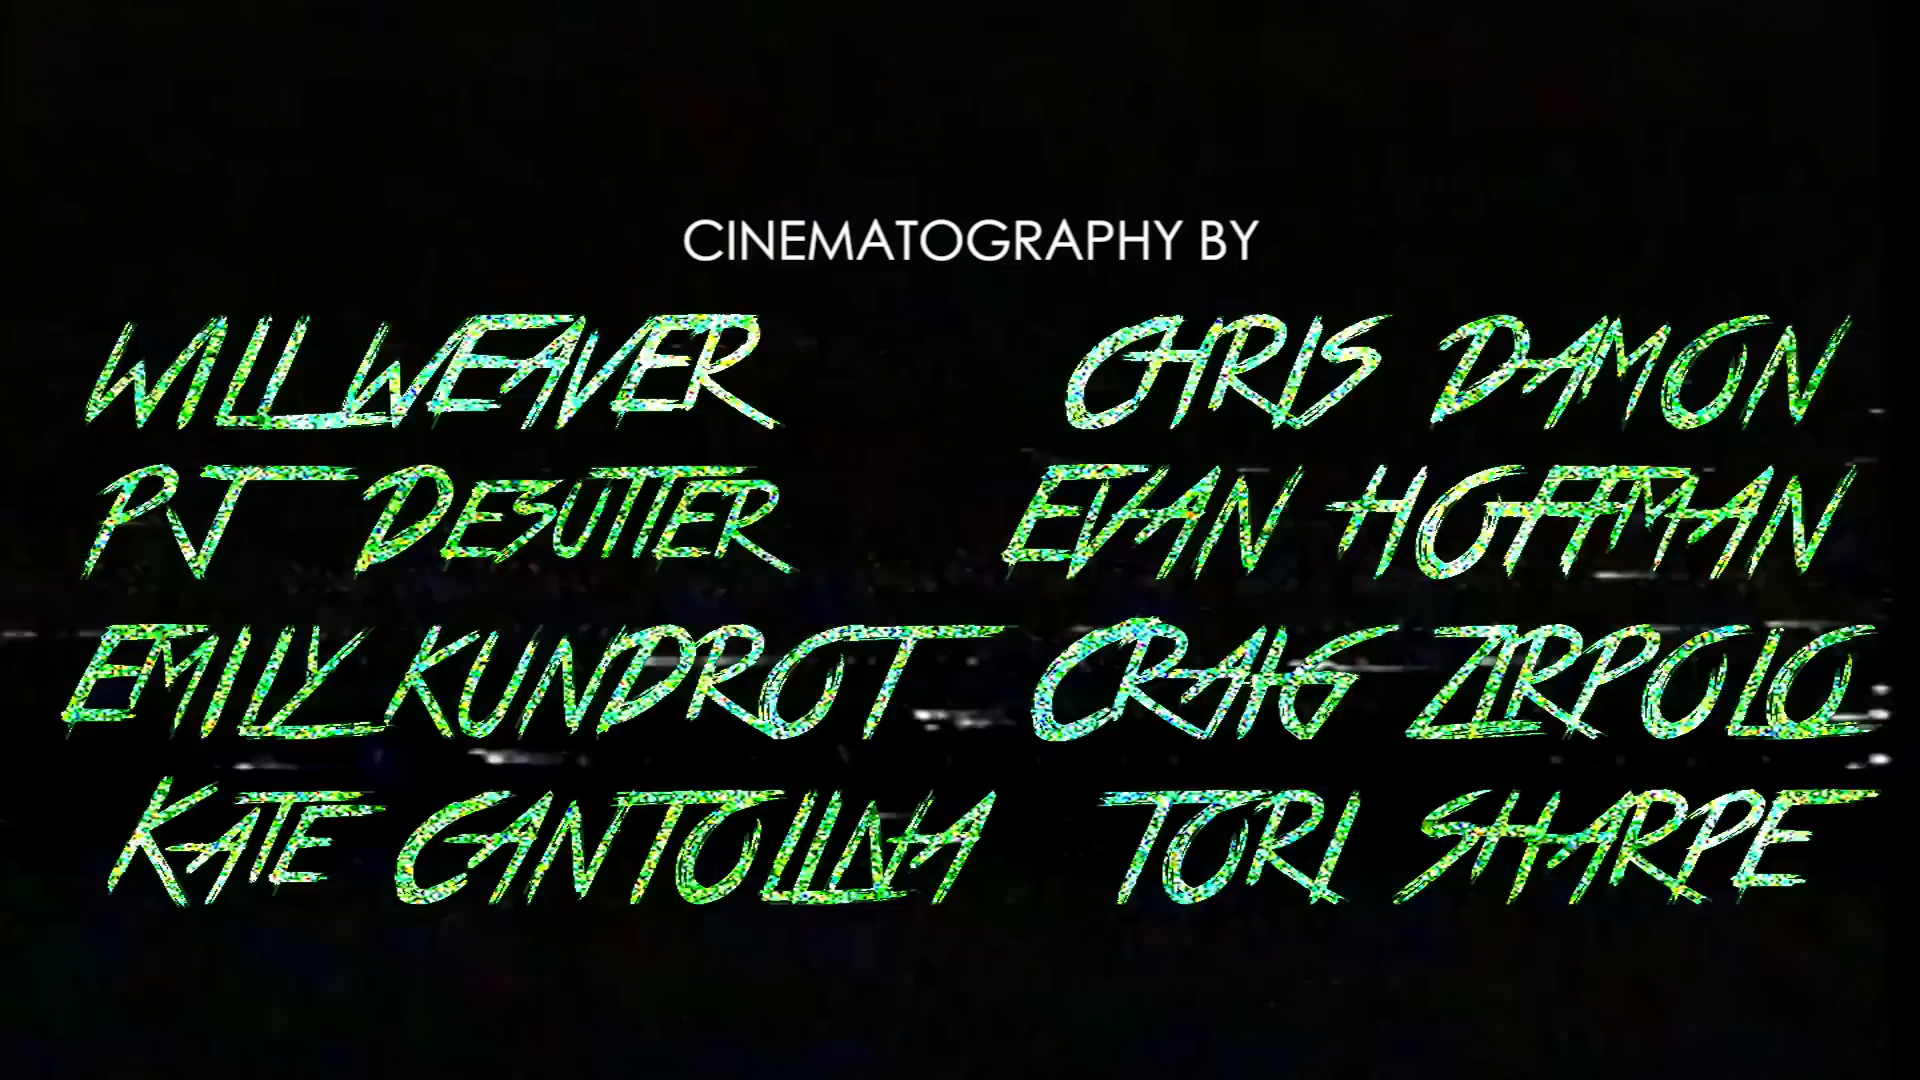 CINEMATOGRAPHY BY
WILL WEAVER CHRIS DAMON
PJ DESUTTER EVAN HOFFMAN
EMILY KUNDROT CRAIG ZIRPOLO
KATE CANTOLINA TORI SHARPE